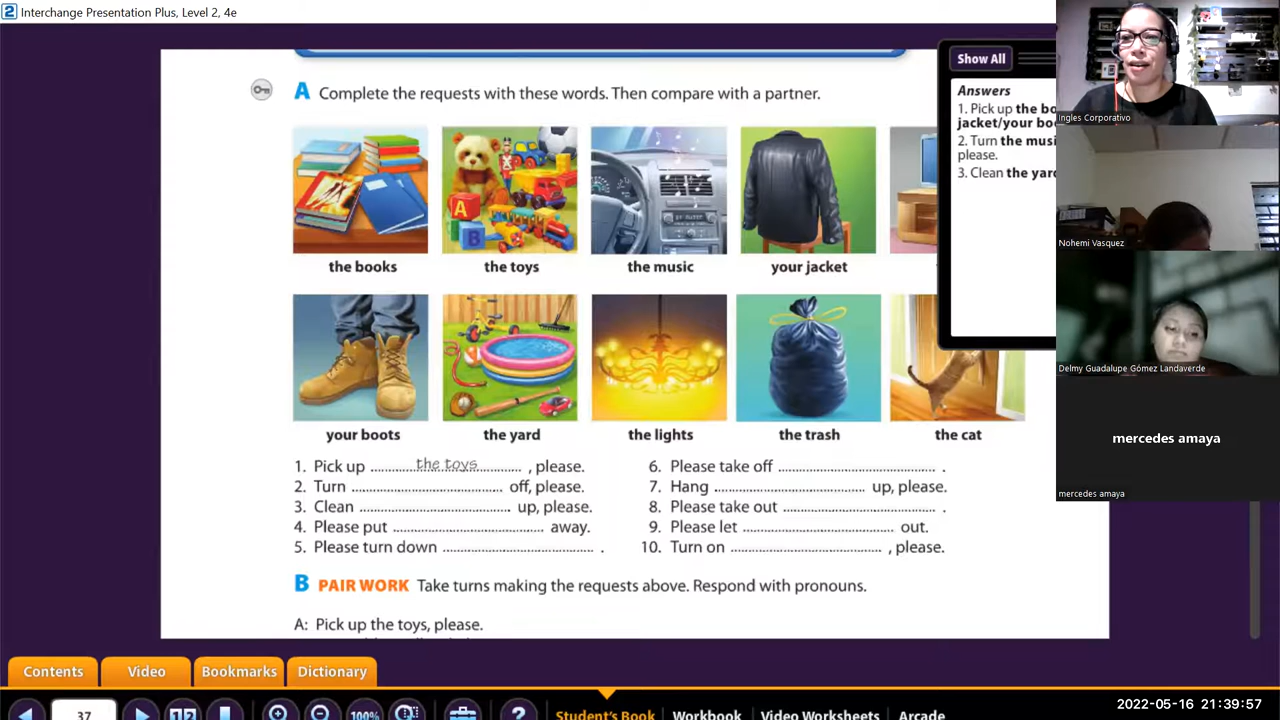 Interchange Presentation Plus, Level 2, 4e
A Complete the requests with these words. Then compare with a partner.
the books
the toys
the music
your jacket
your boots
the yard
the lights
the trash
the cat
1. Pick up the toys, please.
2. Turn ........ off, please.
3. Clean ........ up, please.
4. Please put ........ away.
5. Please turn down ........ .
6. Please take off ........ .
7. Hang ........ up, please.
8. Please take out ........ .
9. Please let ........ out.
10. Turn on ........ , please.
B PAIR WORK Take turns making the requests above. Respond with pronouns.
A: Pick up the toys, please.
Show All
Answers
1. Pick up the bo
jacket/your boo
2. Turn the musi
please.
3. Clean the yard
Ingles Corporativo
Nohemi Vasquez
Delmy Guadalupe Gómez Landaverde
mercedes amaya
mercedes amaya
Contents
Video
Bookmarks
Dictionary
37
100%
Student's Book
Workbook
Video Worksheets
Arcade
2022-05-16 21:39:57